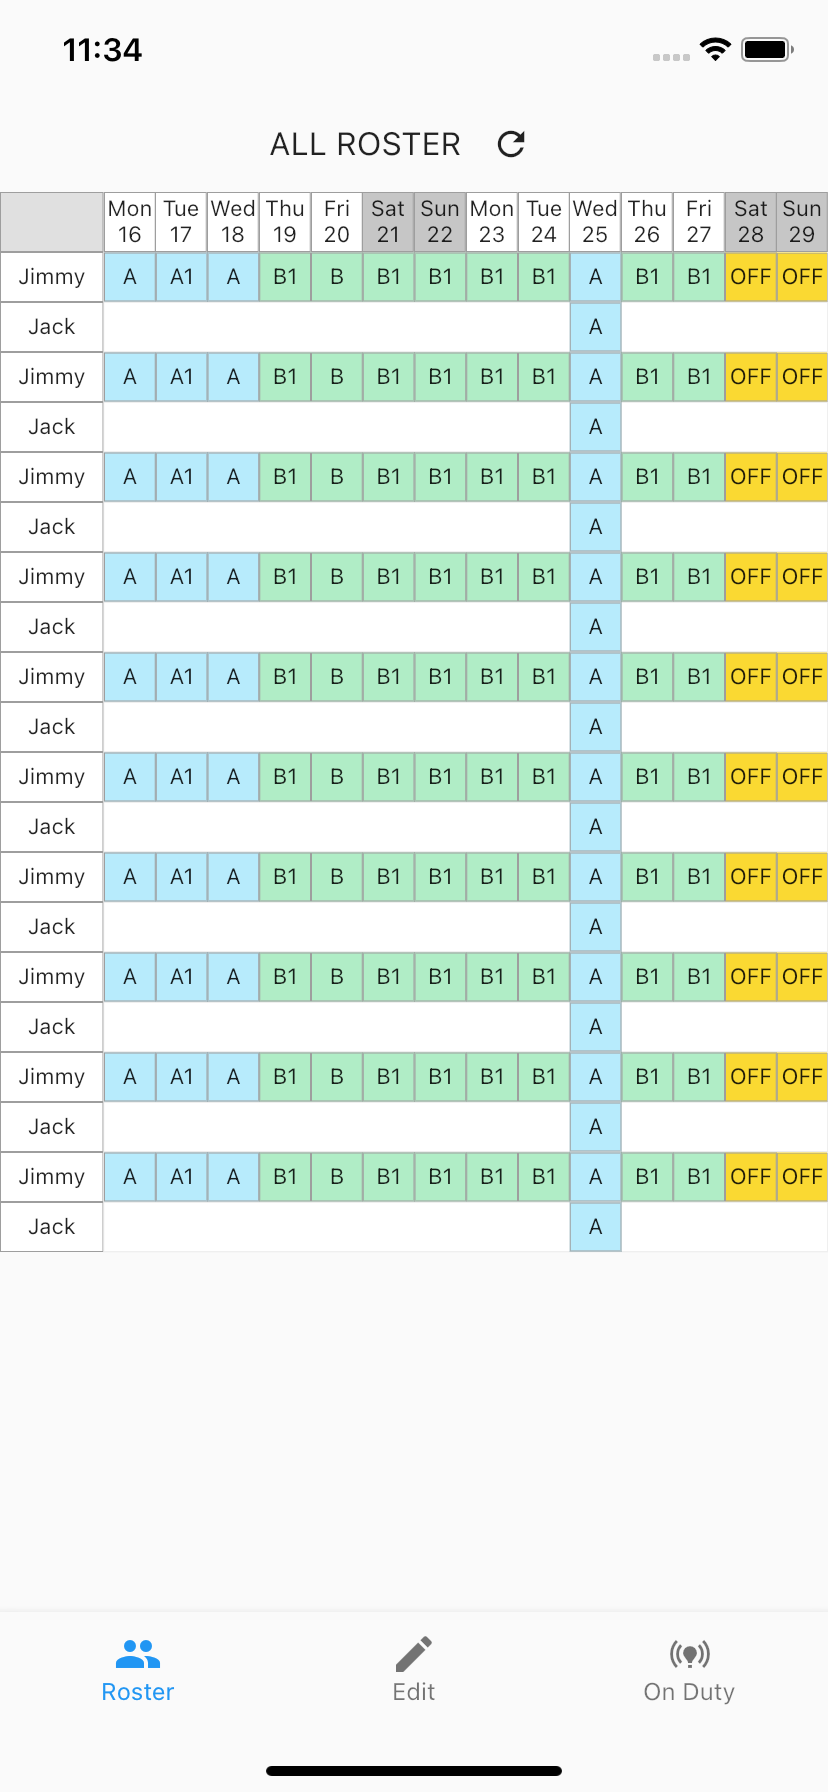 11:34
ALL ROSTER
Mon Tue Wed Thu Fri Sat Sun Mon Tue Wed Thu Fri Sat Sun
16 17 18 19 20 21 22 23 24 25 26 27 28 29
Jimmy A A1 A B1 B B1 B1 B1 B1 A B1 B1 OFF OFF
Jack A
Jimmy A A1 A B1 B B1 B1 B1 B1 A B1 B1 OFF OFF
Jack A
Jimmy A A1 A B1 B B1 B1 B1 B1 A B1 B1 OFF OFF
Jack A
Jimmy A A1 A B1 B B1 B1 B1 B1 A B1 B1 OFF OFF
Jack A
Jimmy A A1 A B1 B B1 B1 B1 B1 A B1 B1 OFF OFF
Jack A
Jimmy A A1 A B1 B B1 B1 B1 B1 A B1 B1 OFF OFF
Jack A
Jimmy A A1 A B1 B B1 B1 B1 B1 A B1 B1 OFF OFF
Jack A
Jimmy A A1 A B1 B B1 B1 B1 B1 A B1 B1 OFF OFF
Jack A
Jimmy A A1 A B1 B B1 B1 B1 B1 A B1 B1 OFF OFF
Jack A
Jimmy A A1 A B1 B B1 B1 B1 B1 A B1 B1 OFF OFF
Jack A
Roster Edit On Duty